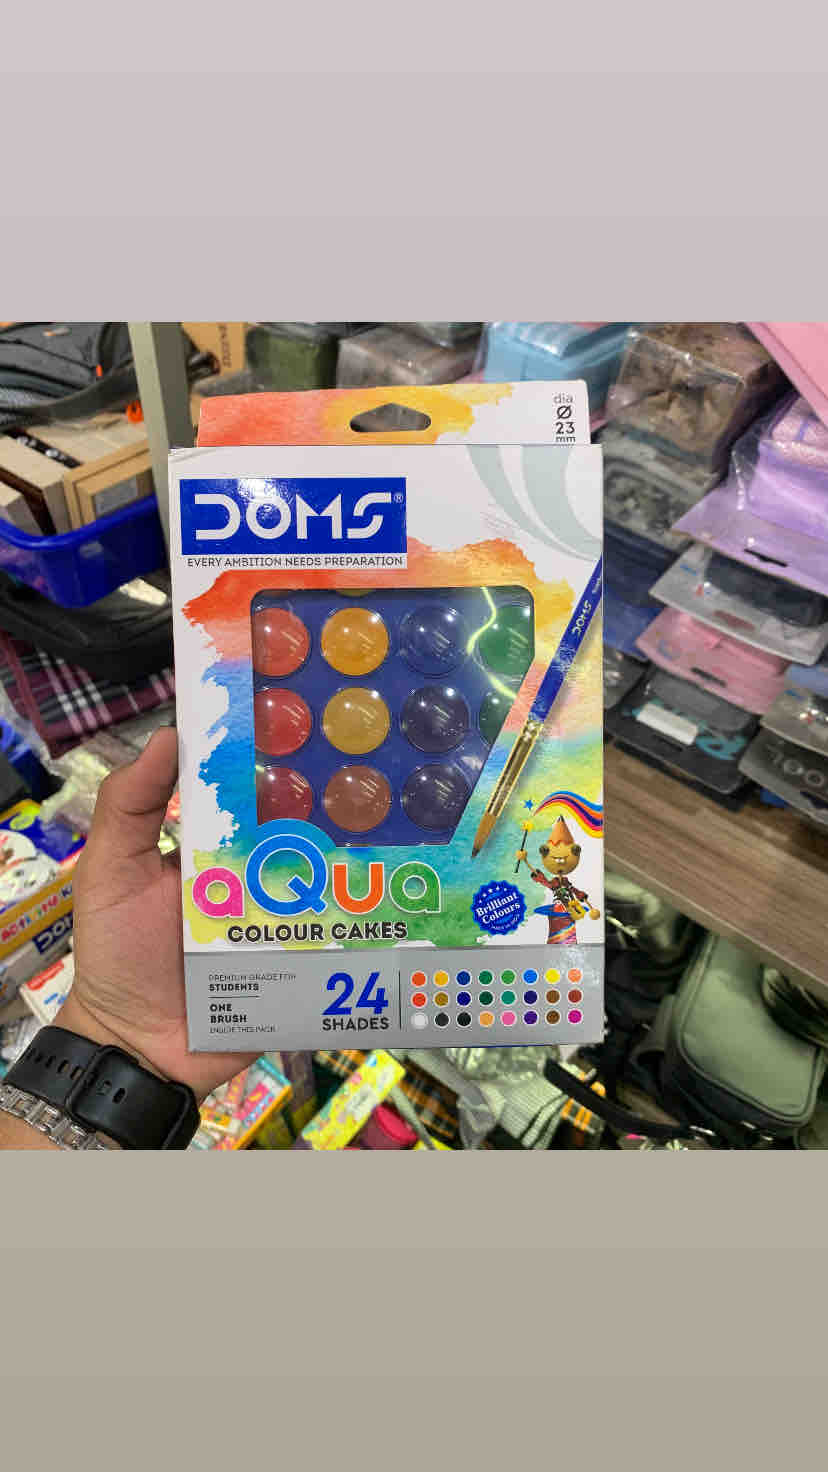 dia
Ø
23
mm
DOMS®
EVERY AMBITION NEEDS PREPARATION
DOMS
aQua
COLOUR CAKES
Brilliant
Colours
PREMIUM GRADE FOR
STUDENTS
ONE
BRUSH
INSIDE THIS PACK
24
SHADES
DOMS